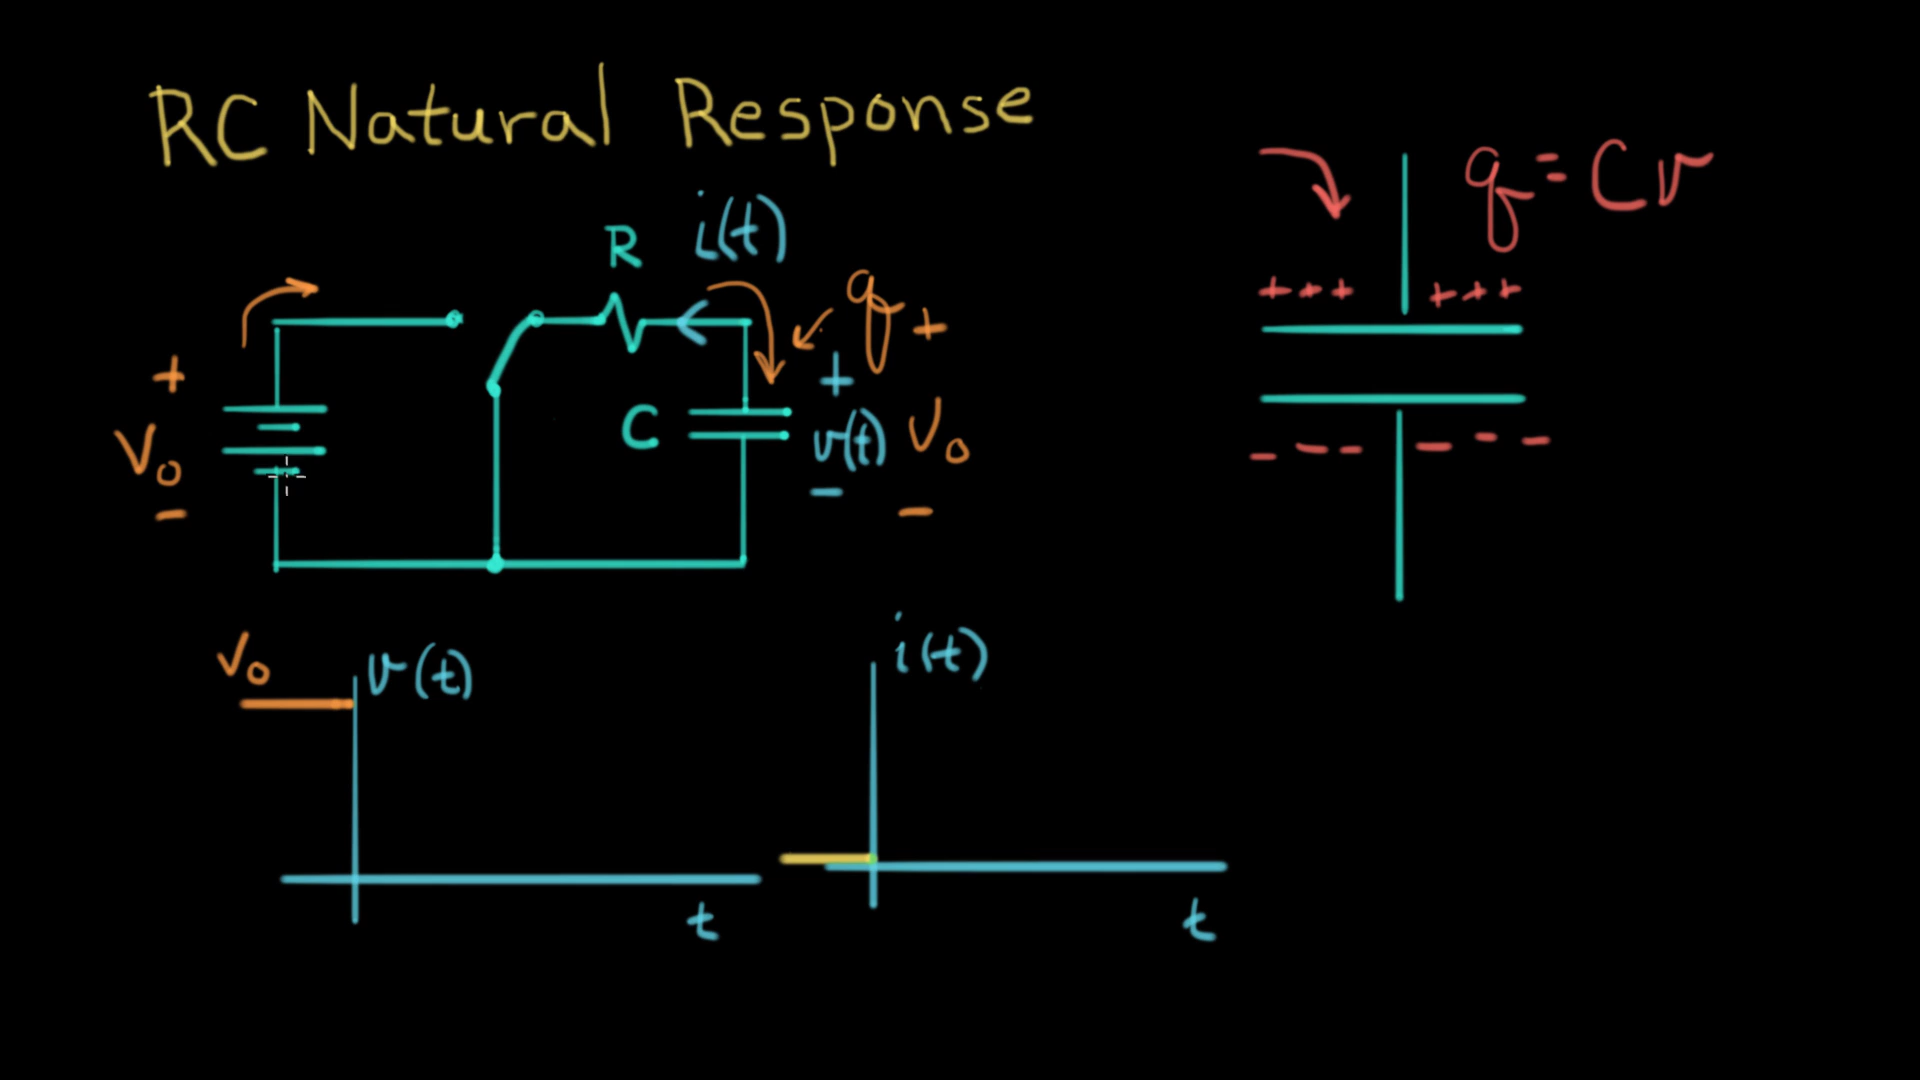 RC Natural Response
q = Cv
R
i(t)
q
+
+ + + + + +
+
+
V₀
C
v(t)
V₀
−
−
−
− − − − − −
V₀
v(t)
i(t)
t
t